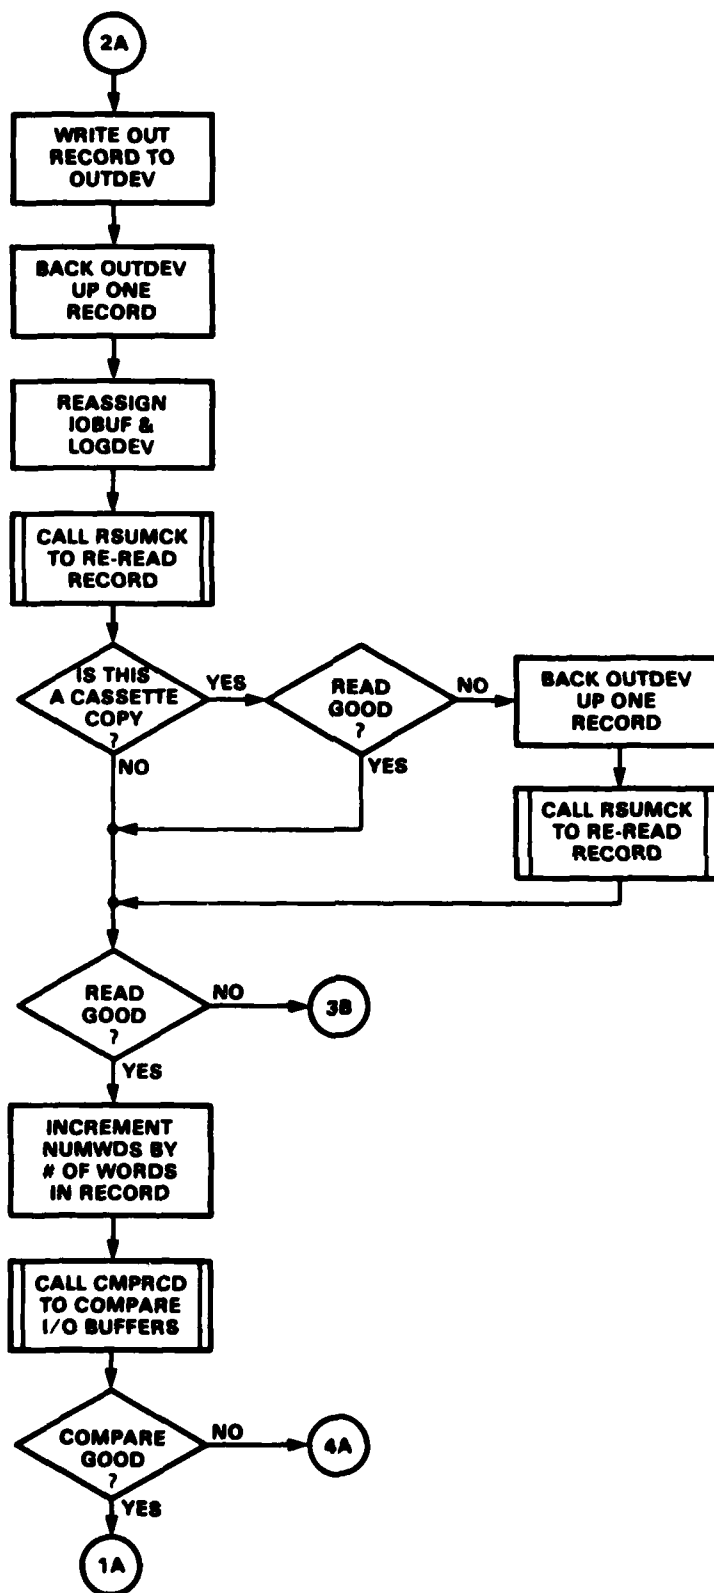 2A
WRITE OUT
RECORD TO
OUTDEV
BACK OUTDEV
UP ONE
RECORD
REASSIGN
IOBUF &
LOGDEV
CALL RSUMCK
TO RE-READ
RECORD
IS THIS
A CASSETTE
COPY
?
YES
NO
READ
GOOD
?
NO
YES
BACK OUTDEV
UP ONE
RECORD
CALL RSUMCK
TO RE-READ
RECORD
READ
GOOD
?
NO
3B
YES
INCREMENT
NUMWDS BY
# OF WORDS
IN RECORD
CALL CMPRCD
TO COMPARE
I/O BUFFERS
COMPARE
GOOD
?
NO
4A
YES
1A